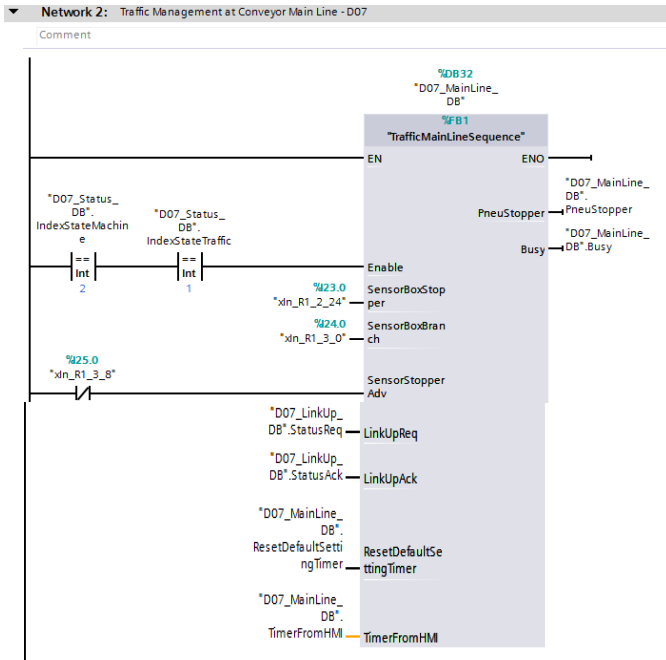 Network 2: Traffic Management at Conveyor Main Line - D07
Comment
%DB32
"D07_MainLine_
DB"
%FB1
"TrafficMainLineSequence"
EN
ENO
"D07_Status_
DB".
IndexStateMachin
e
==
Int
2
"D07_Status_
DB".
IndexStateTraffic
==
Int
1
Enable
"D07_MainLine_
DB".
PneuStopper
PneuStopper
Busy
"D07_MainLine_
DB".Busy
%I23.0
"xIn_R1_2_24"
SensorBoxStop
per
%I24.0
"xIn_R1_3_0"
SensorBoxBran
ch
%I25.0
"xIn_R1_3_8"
SensorStopper
Adv
"D07_LinkUp_
DB".StatusReq
LinkUpReq
"D07_LinkUp_
DB".StatusAck
LinkUpAck
"D07_MainLine_
DB".
ResetDefaultSetti
ngTimer
ResetDefaultSe
ttingTimer
"D07_MainLine_
DB".
TimerFromHMI
TimerFromHMI